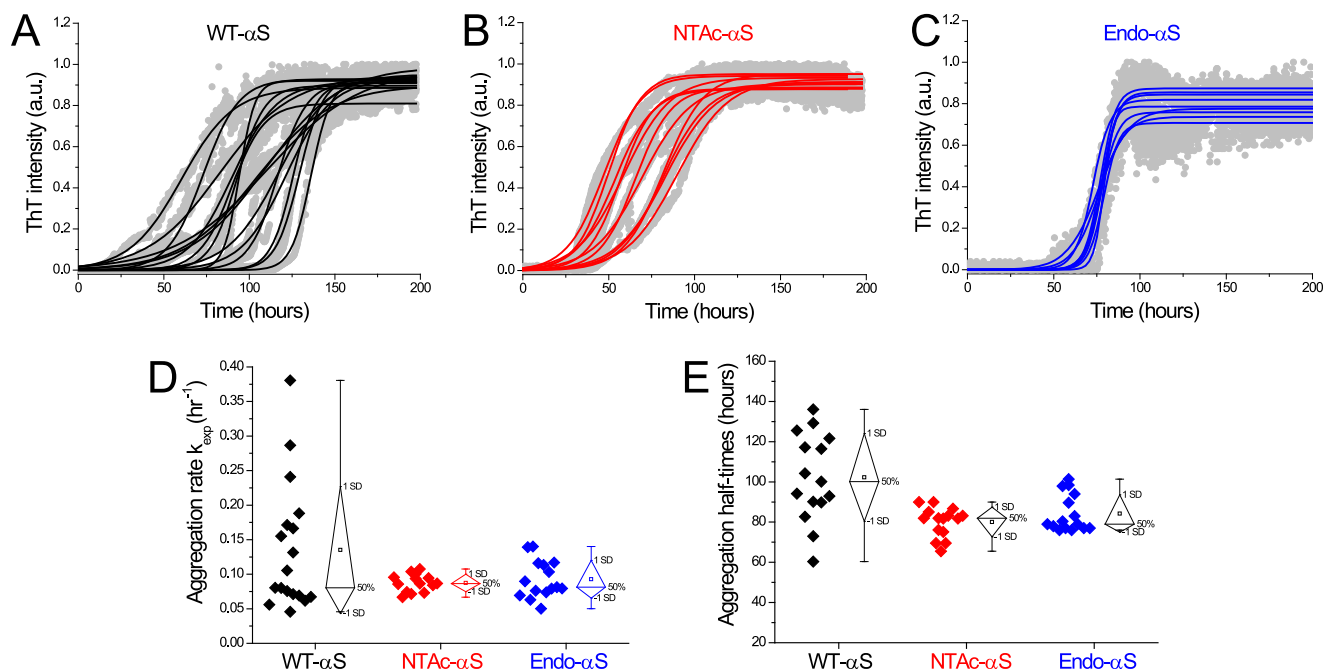 A
WT-αS
ThT intensity (a.u.)
1.2
1.0
0.8
0.6
0.4
0.2
0.0
0 50 100 150 200
Time (hours)
B
NTAc-αS
ThT intensity (a.u.)
1.2
1.0
0.8
0.6
0.4
0.2
0.0
0 50 100 150 200
Time (hours)
C
Endo-αS
ThT intensity (a.u.)
1.2
1.0
0.8
0.6
0.4
0.2
0.0
0 50 100 150 200
Time (hours)
D
Aggregation rate kexp (hr-1)
0.40
0.35
0.30
0.25
0.20
0.15
0.10
0.05
0.00
-1 SD
50%
-1 SD
1 SD
50%
-1 SD
1 SD
50%
-1 SD
WT-αS NTAc-αS Endo-αS
E
Aggregation half-times (hours)
160
140
120
100
80
60
40
20
-1 SD
50%
-1 SD
1 SD
50%
-1 SD
1 SD
50%
-1 SD
WT-αS NTAc-αS Endo-αS